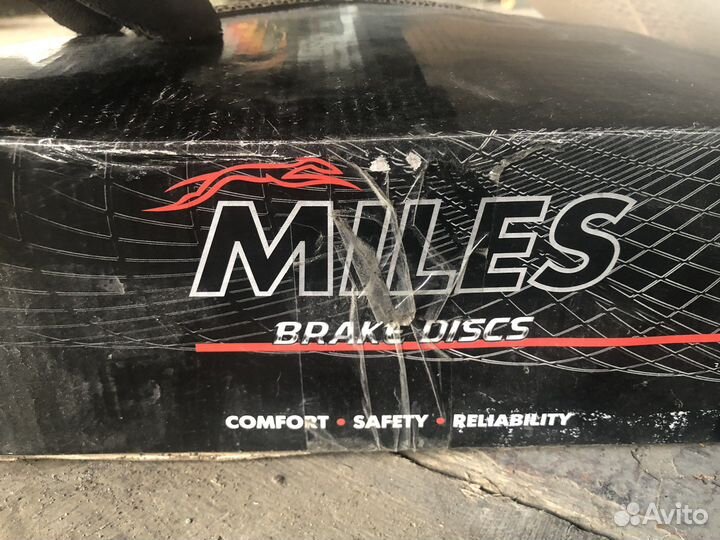 MILES
BRAKE DISCS
COMFORT • SAFETY • RELIABILITY
Avito